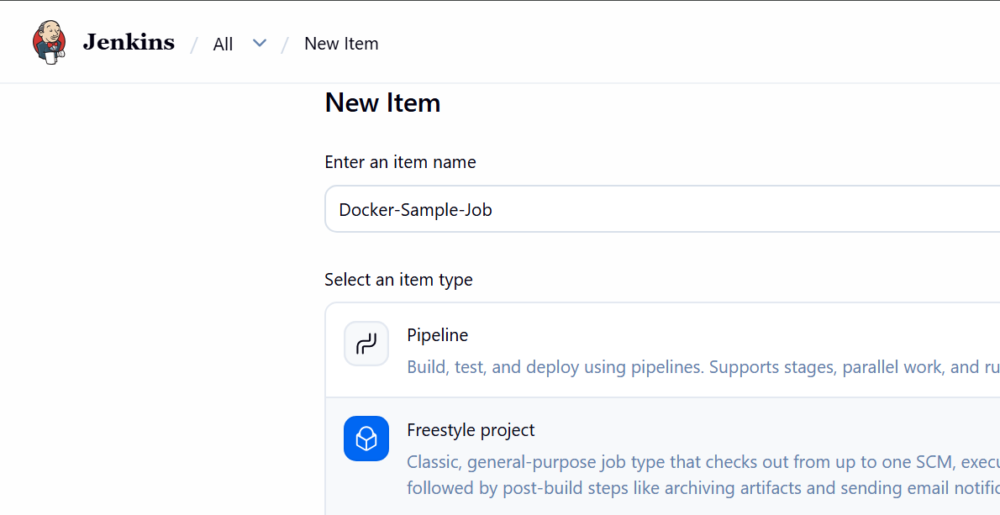 Jenkins / All / New Item
New Item
Enter an item name
Docker-Sample-Job
Select an item type
Pipeline
Build, test, and deploy using pipelines. Supports stages, parallel work, and ru
Freestyle project
Classic, general-purpose job type that checks out from up to one SCM, execu
followed by post-build steps like archiving artifacts and sending email notific